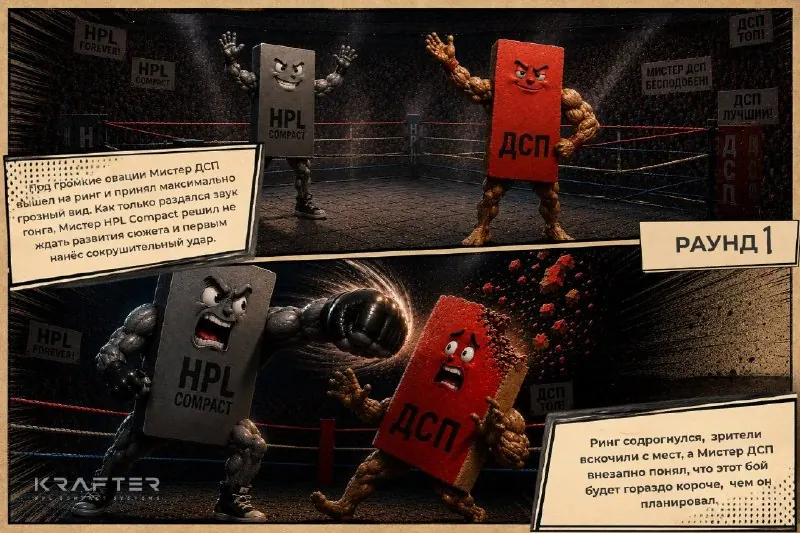 HPL
FOREVER!
HPL
COMPACT
HPL
COMPACT
ДСП
ДСП
ТОП!
МИСТЕР ДСП
БЕСПОДОБЕН!
ДСП
ЛУЧШИЙ!
ДСП
Под громкие овации Мистер ДСП
вышел на ринг и принял максимально
грозный вид. Как только раздался звук
гонга, Мистер HPL Compact решил не
ждать развития сюжета и первым
нанёс сокрушительный удар.
РАУНД 1
HPL
FOREVER!
HPL
COMPACT
ДСП
ДСП
ТОП!
Ринг содрогнулся, зрители
вскочили с мест, а Мистер ДСП
внезапно понял, что этот бой
будет гораздо короче, чем он
планировал.
KRAFTER
HPL COMPACT SYSTEMS